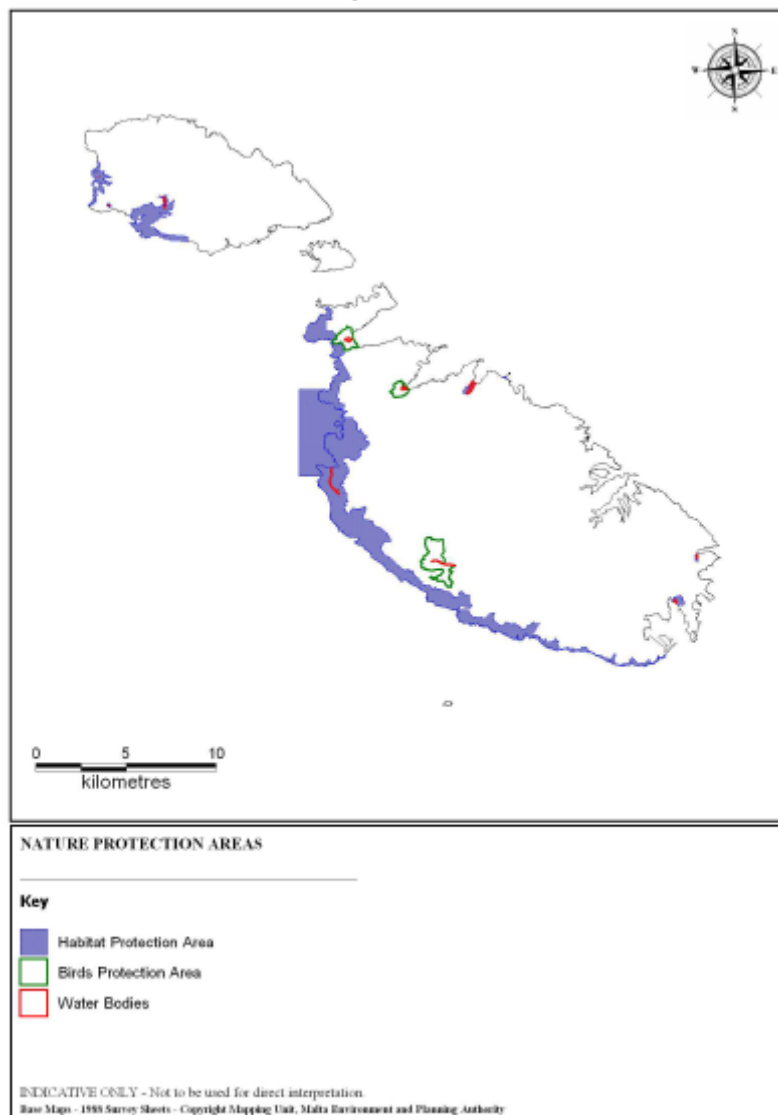 N
W E
S
0 5 10
kilometres
NATURE PROTECTION AREAS
Key
Habitat Protection Area
Birds Protection Area
Water Bodies
INDICATIVE ONLY - Not to be used for direct interpretation.
Base Maps - 1988 Survey Sheets - Copyright Mapping Unit, Malta Environment and Planning Authority